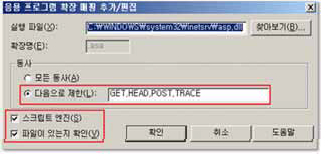 응용 프로그램 확장 매핑 추가/편집
실행 파일(X): C:₩WINDOWS₩system32₩inetsrv₩asp.dll 찾아보기(B)...
확장명(E): .asa
동사
모든 동사(A)
다음으로 제한(L): GET,HEAD,POST,TRACE
스크립트 엔진(S)
파일이 있는지 확인(V)
확인 취소 도움말